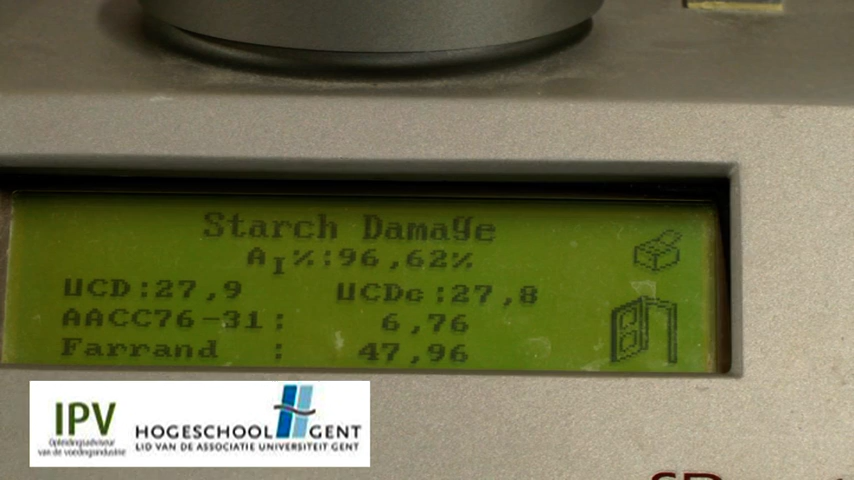 Starch Damage
AI%:96,62%
UCD:27,9 UCDc:27,8
AACC76-31: 6,76
Farrand : 47,96
IPV
Opleidingsadviseur
van de voedingsindustrie
HOGESCHOOL GENT
LID VAN DE ASSOCIATIE UNIVERSITEIT GENT
SD